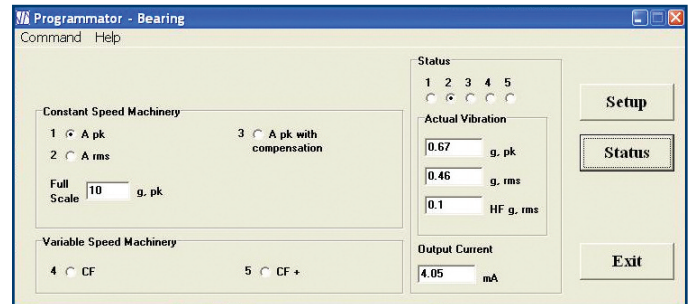 Programmator - Bearing
Command Help
Constant Speed Machinery
1 A pk
2 A rms
3 A pk with
compensation
Full
Scale 10 g, pk
Variable Speed Machinery
4 CF
5 CF +
Status
1 2 3 4 5
Actual Vibration
0.67 g, pk
0.46 g, rms
0.1 HF g, rms
Output Current
4.05 mA
Setup
Status
Exit